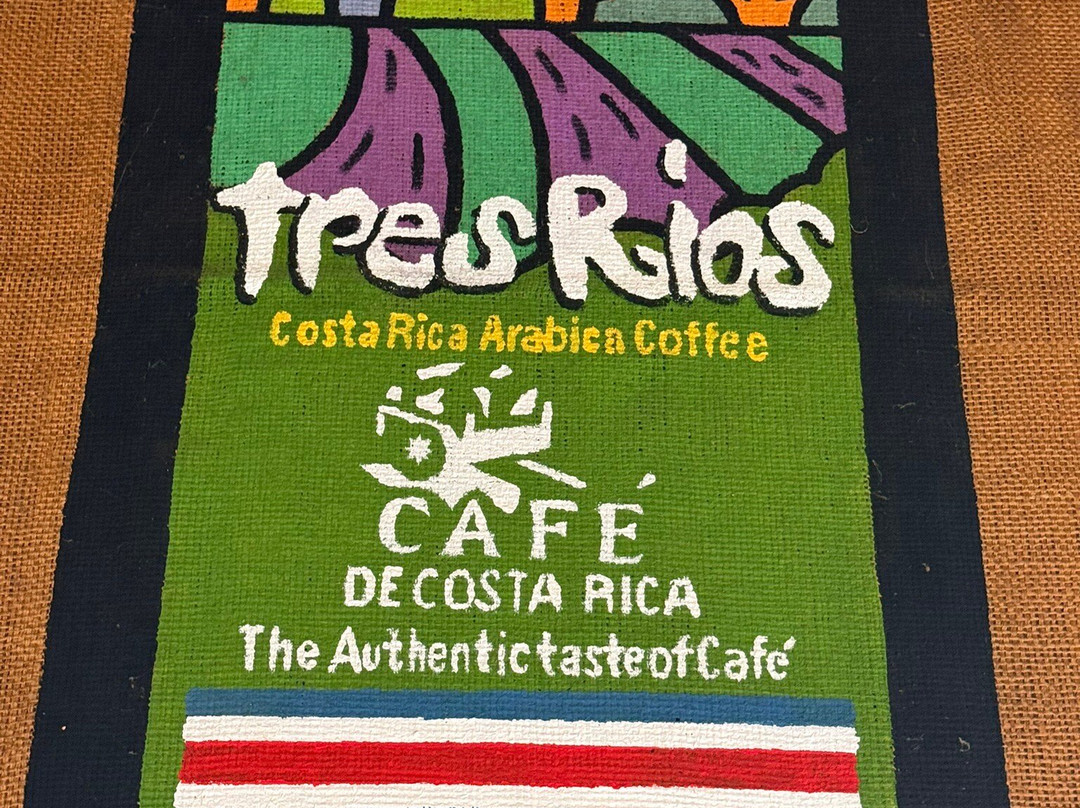 tres Rios
Costa Rica Arabica Coffee
CAFÉ
DE COSTA RICA
The Authentic taste of Café